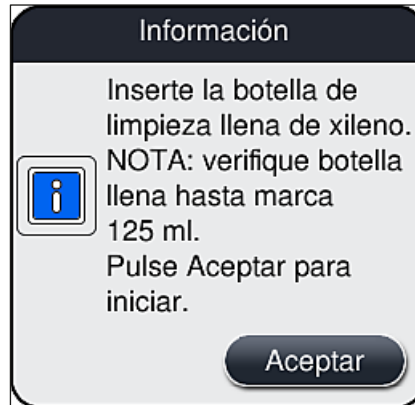 Información
Inserte la botella de
limpieza llena de xileno.
NOTA: verifique botella
llena hasta marca
125 ml.
Pulse Aceptar para
iniciar.
Aceptar